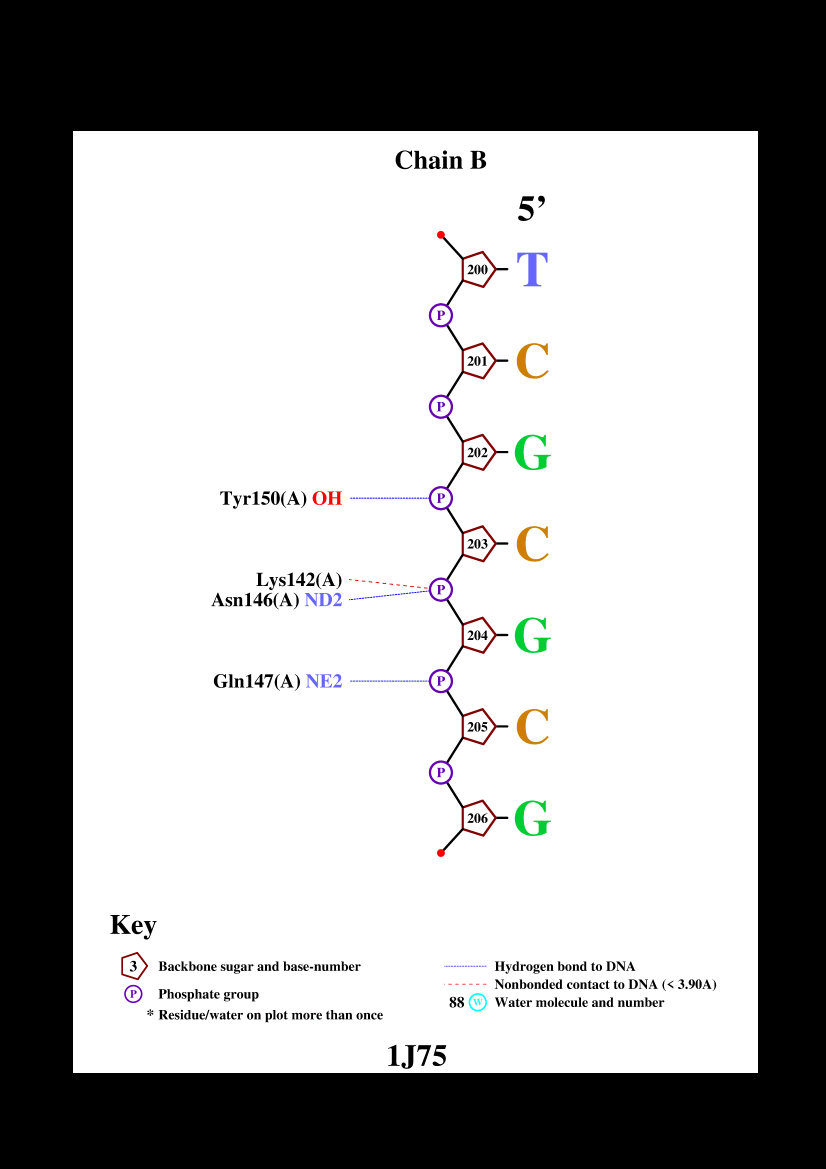 Chain B
5’
200 T
P
201 C
P
202 G
Tyr150(A) OH P
203 C
Lys142(A)
Asn146(A) ND2 P
204 G
Gln147(A) NE2 P
205 C
P
206 G
Key
3 Backbone sugar and base-number
P Phosphate group
* Residue/water on plot more than once
Hydrogen bond to DNA
Nonbonded contact to DNA (< 3.90A)
88 W Water molecule and number
1J75